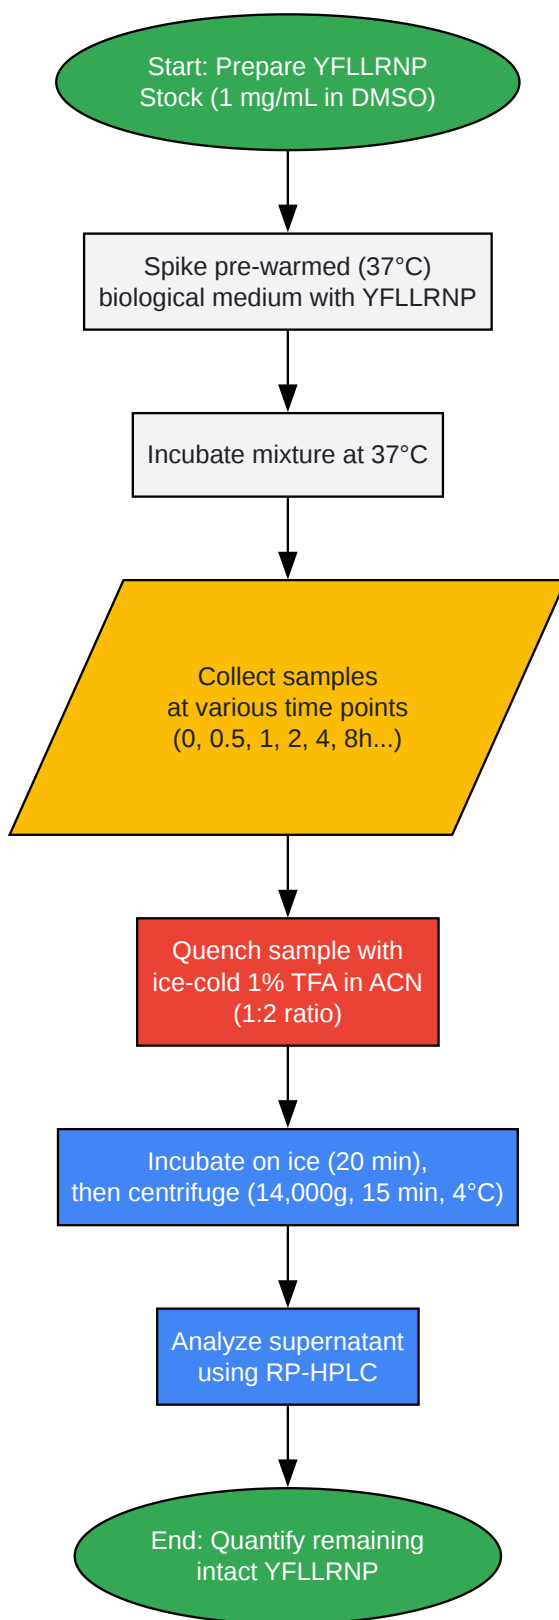 Start: Prepare YFLLRNP
Stock (1 mg/mL in DMSO)
Spike pre-warmed (37°C)
biological medium with YFLLRNP
Incubate mixture at 37°C
Collect samples
at various time points
(0, 0.5, 1, 2, 4, 8h...)
Quench sample with
ice-cold 1% TFA in ACN
(1:2 ratio)
Incubate on ice (20 min),
then centrifuge (14,000g, 15 min, 4°C)
Analyze supernatant
using RP-HPLC
End: Quantify remaining
intact YFLLRNP